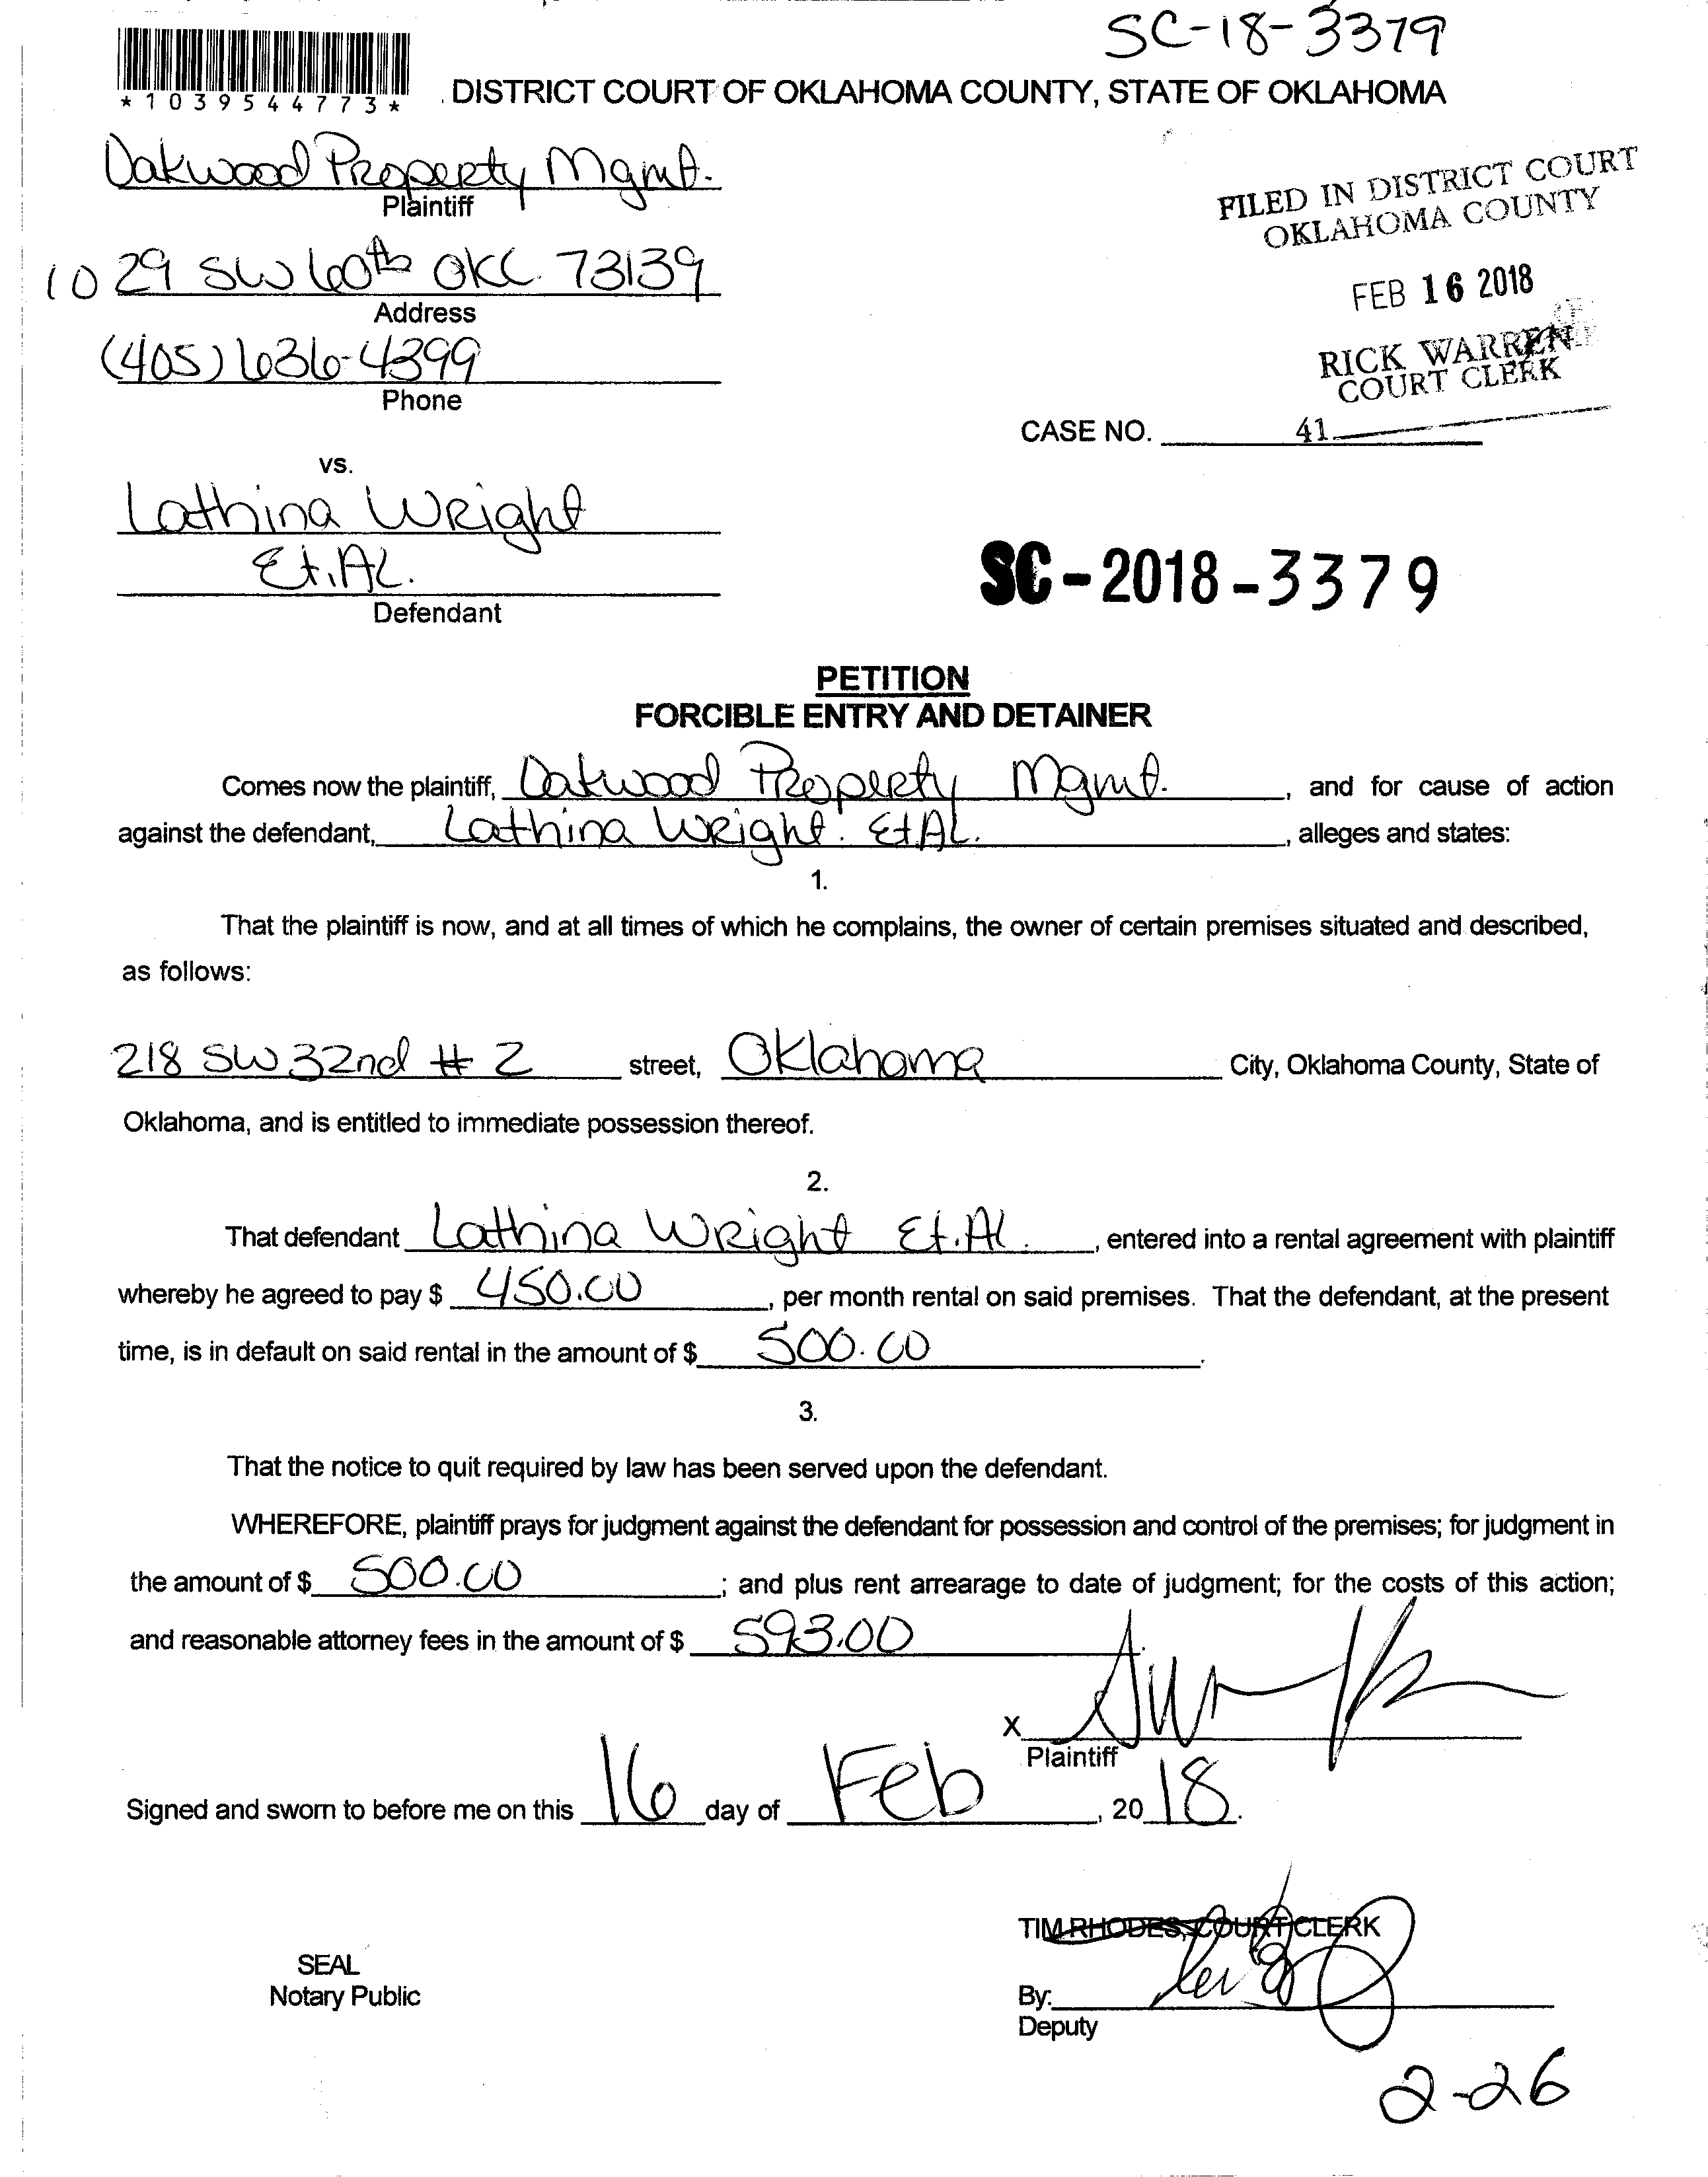 SC-18-3379
*1039544773*
DISTRICT COURT OF OKLAHOMA COUNTY, STATE OF OKLAHOMA
Oakwood Property Mgmt.
Plaintiff
FILED IN DISTRICT COURT
OKLAHOMA COUNTY
1029 SW 60th OKC. 73139
Address
FEB 16 2018
(405) 636-4399
Phone
RICK WARREN
COURT CLERK
CASE NO. 41
vs.
Lathina Wright
Et.Al.
Defendant
SC-2018-3379
PETITION
FORCIBLE ENTRY AND DETAINER
Comes now the plaintiff, Oakwood Property Mgmt. , and for cause of action
against the defendant, Lathina Wright. Et.AL. , alleges and states:
1.
That the plaintiff is now, and at all times of which he complains, the owner of certain premises situated and described,
as follows:
218 SW 32nd # 2 street, Oklahoma City, Oklahoma County, State of
Oklahoma, and is entitled to immediate possession thereof.
2.
That defendant Lathina Wright Et.Al. , entered into a rental agreement with plaintiff
whereby he agreed to pay $ 450.00 , per month rental on said premises. That the defendant, at the present
time, is in default on said rental in the amount of $ 500.00 .
3.
That the notice to quit required by law has been served upon the defendant.
WHEREFORE, plaintiff prays for judgment against the defendant for possession and control of the premises; for judgment in
the amount of $ 500.00 ; and plus rent arrearage to date of judgment; for the costs of this action;
and reasonable attorney fees in the amount of $ 593.00 .
X
Plaintiff
Signed and sworn to before me on this 16 day of Feb , 20 18.
TIM RHODES, COURT CLERK
SEAL
Notary Public
By:
Deputy
2-26